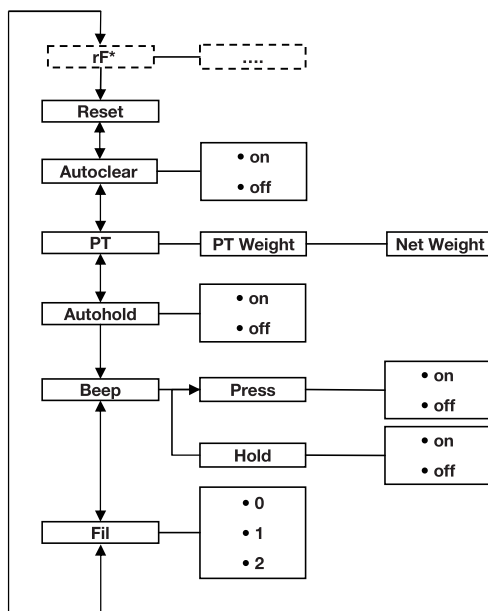 rF* ....
Reset
Autoclear
• on
• off
PT PT Weight Net Weight
Autohold
• on
• off
Beep Press
• on
• off
Hold
• on
• off
Fil
• 0
• 1
• 2